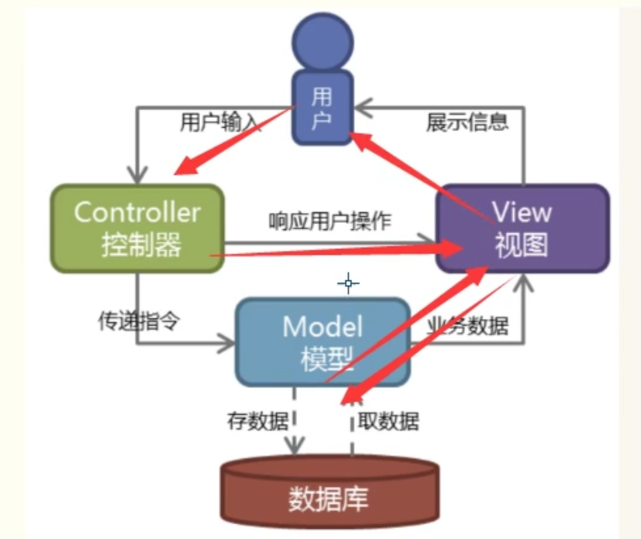 用
户
用户输入
展示信息
Controller
控制器
响应用户操作
View
视图
传递指令
Model
模型
业务数据
存数据
取数据
数据库